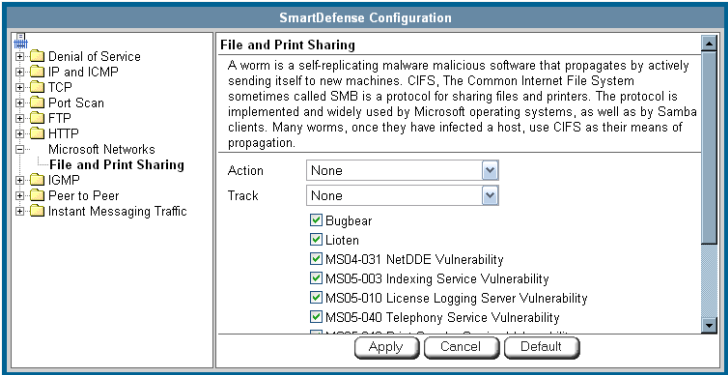 SmartDefense Configuration
Denial of Service
IP and ICMP
TCP
Port Scan
FTP
HTTP
Microsoft Networks
File and Print Sharing
IGMP
Peer to Peer
Instant Messaging Traffic
File and Print Sharing
A worm is a self-replicating malware malicious software that propagates by actively
sending itself to new machines. CIFS, The Common Internet File System
sometimes called SMB is a protocol for sharing files and printers. The protocol is
implemented and widely used by Microsoft operating systems, as well as by Samba
clients. Many worms, once they have infected a host, use CIFS as their means of
propagation.
Action None
Track None
Bugbear
Lioten
MS04-031 NetDDE Vulnerability
MS05-003 Indexing Service Vulnerability
MS05-010 License Logging Server Vulnerability
MS05-040 Telephony Service Vulnerability
Apply Cancel Default